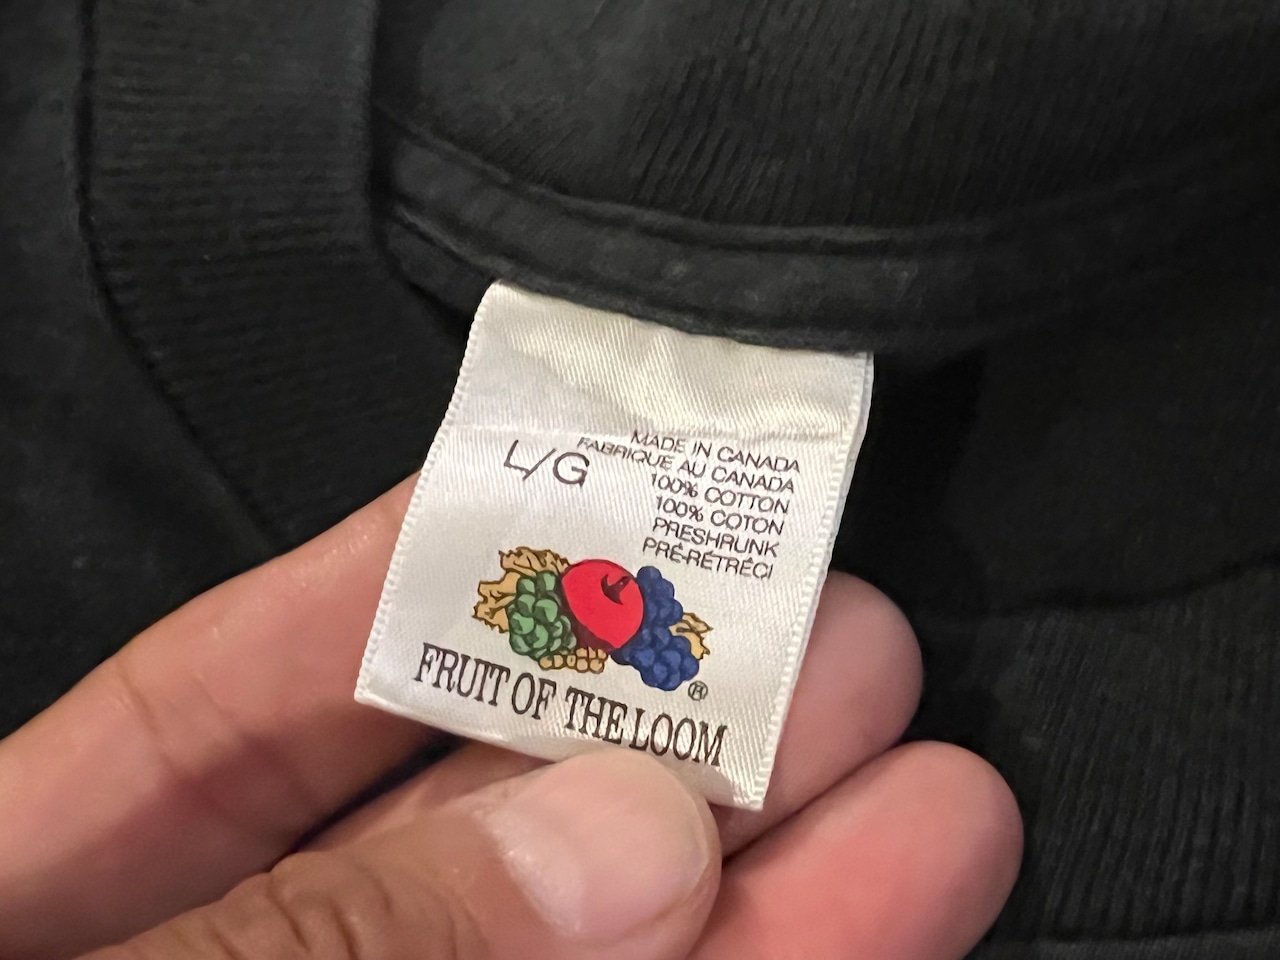 L/G
MADE IN CANADA
FABRIQUE AU CANADA
100% COTTON
100% COTON
PRESHRUNK
PRÉ-RÉTRÉCI
®
FRUIT OF THE LOOM